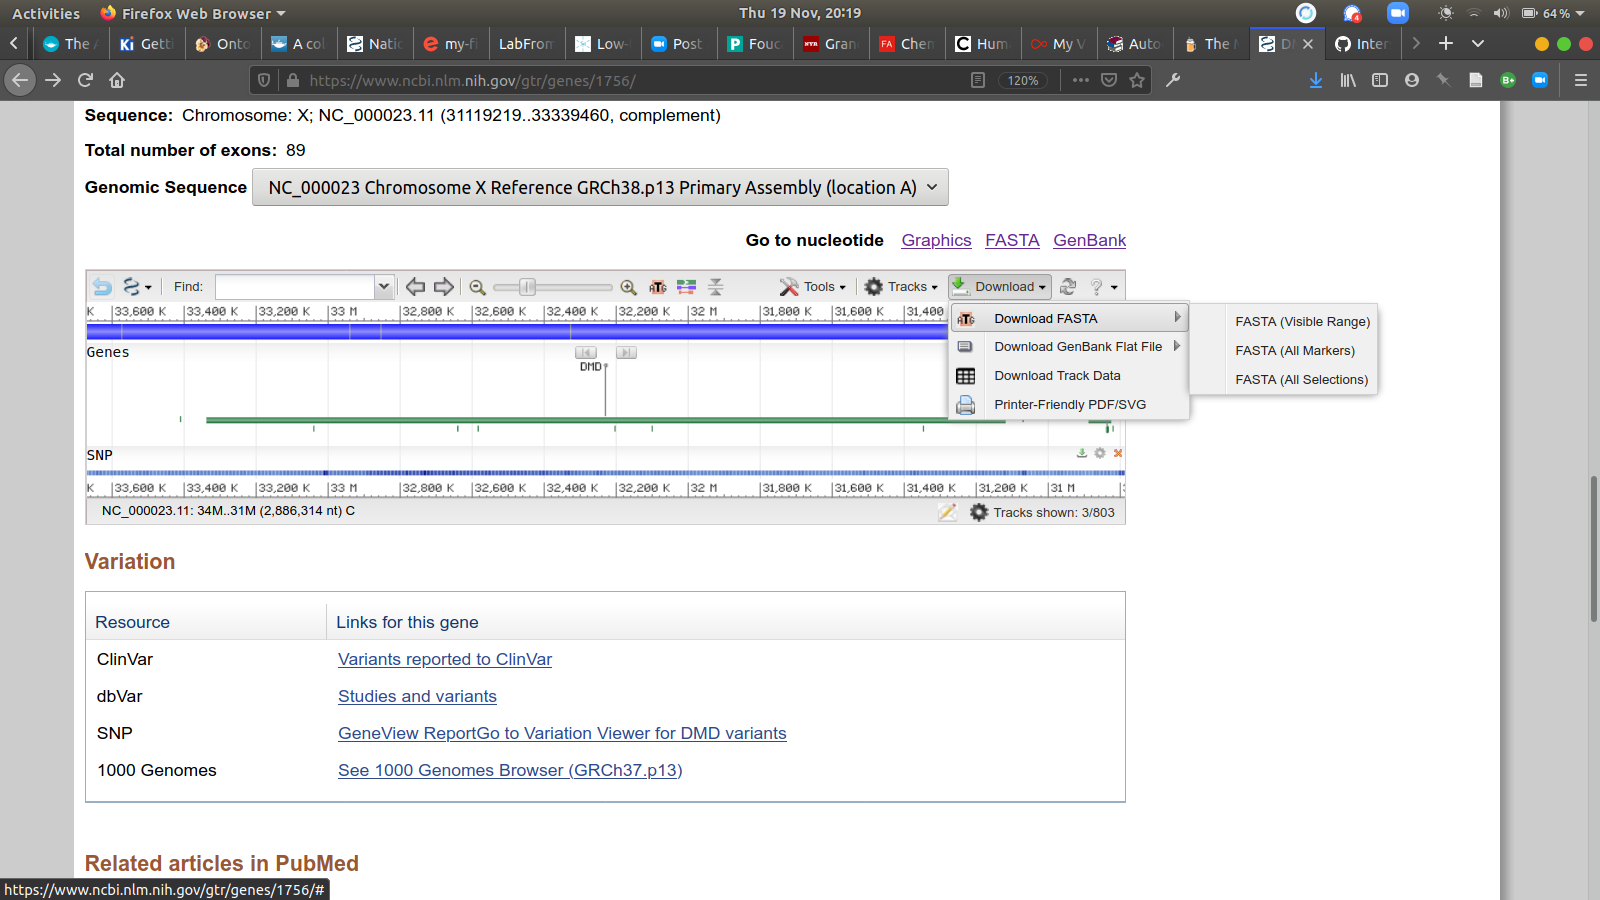 Activities Firefox Web Browser Thu 19 Nov, 20:19 4 64 %
The A Ki Getti Onto A col Natio my-fi LabFrom Low- Post P Fouc Gran FA Chem C Hum My V Auto The M DM Inter
https://www.ncbi.nlm.nih.gov/gtr/genes/1756/ 120% B+
Sequence: Chromosome: X; NC_000023.11 (31119219..33339460, complement)
Total number of exons: 89
Genomic Sequence NC_000023 Chromosome X Reference GRCh38.p13 Primary Assembly (location A)
Go to nucleotide Graphics FASTA GenBank
Find: ATG Tools Tracks Download ?
K 33,600 K 33,400 K 33,200 K 33 M 32,800 K 32,600 K 32,400 K 32,200 K 32 M 31,800 K 31,600 K 31,400
ATG Download FASTA FASTA (Visible Range)
Download GenBank Flat File FASTA (All Markers)
Download Track Data FASTA (All Selections)
Printer-Friendly PDF/SVG
Genes
DMD
SNP
K 33,600 K 33,400 K 33,200 K 33 M 32,800 K 32,600 K 32,400 K 32,200 K 32 M 31,800 K 31,600 K 31,400 K 31,200 K 31 M
NC_000023.11: 34M..31M (2,886,314 nt) C Tracks shown: 3/803
Variation
Resource Links for this gene
ClinVar Variants reported to ClinVar
dbVar Studies and variants
SNP GeneView ReportGo to Variation Viewer for DMD variants
1000 Genomes See 1000 Genomes Browser (GRCh37.p13)
Related articles in PubMed
https://www.ncbi.nlm.nih.gov/gtr/genes/1756/#